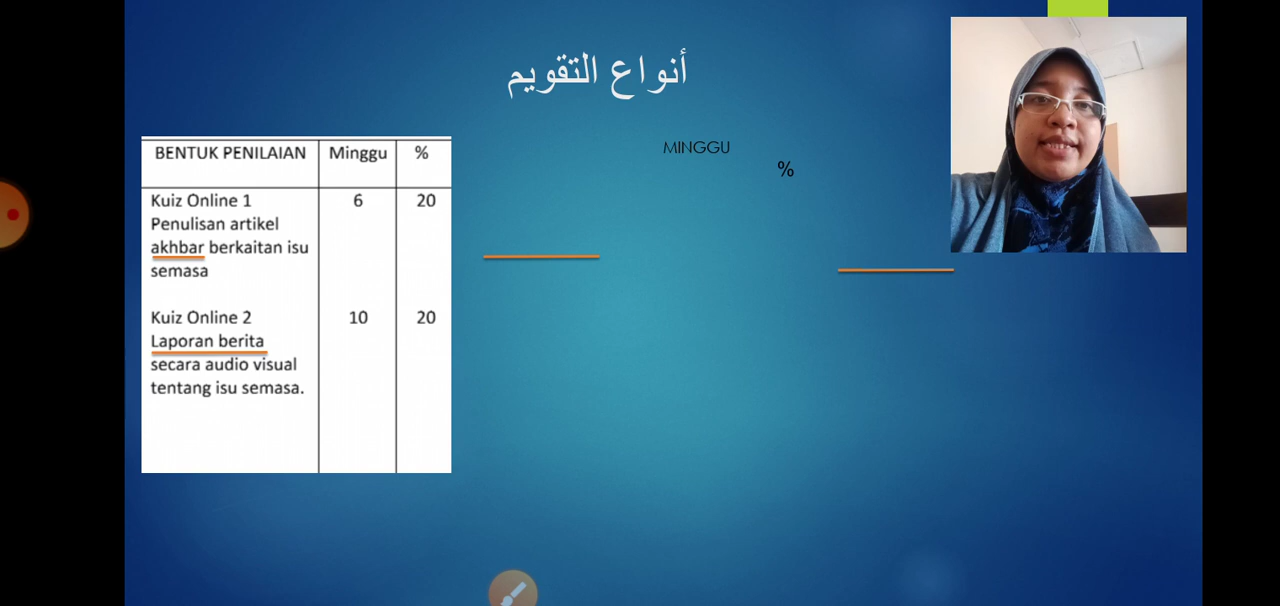 أنواع التقويم
BENTUK PENILAIAN Minggu %
Kuiz Online 1 6 20
Penulisan artikel
akhbar berkaitan isu
semasa
Kuiz Online 2 10 20
Laporan berita
secara audio visual
tentang isu semasa.
MINGGU
%